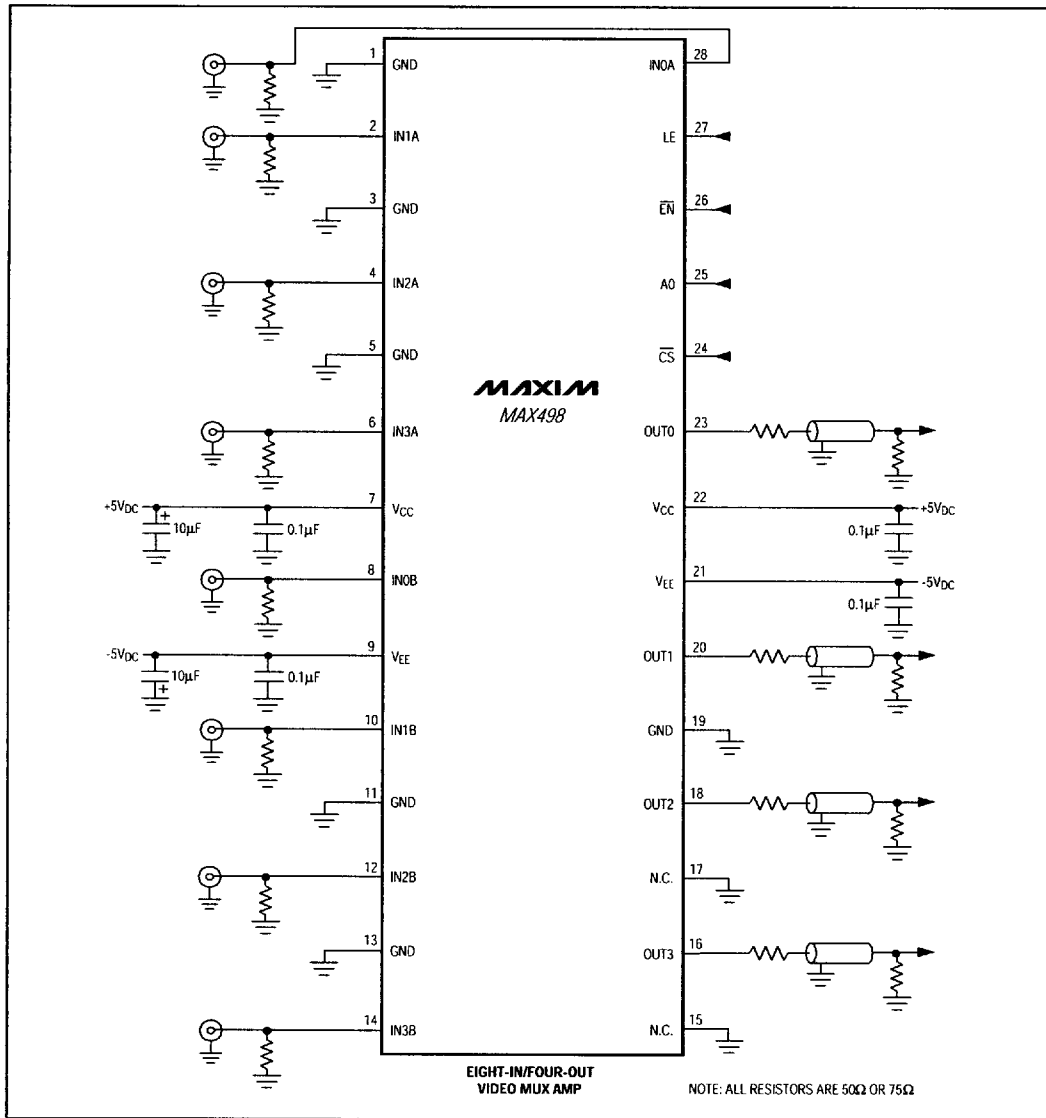 1 GND
IN0A 28
2 IN1A
LE 27
3 GND
E̅N̅ 26
4 IN2A
A0 25
5 GND
C̅S̅ 24
MAXIM
MAX498
6 IN3A
OUT0 23
+5VDC
7 VCC
VCC 22
+5VDC
+
10µF
0.1µF
0.1µF
8 IN0B
VEE 21
-5VDC
0.1µF
-5VDC
9 VEE
OUT1 20
10µF
+
0.1µF
10 IN1B
GND 19
11 GND
OUT2 18
12 IN2B
N.C. 17
13 GND
OUT3 16
14 IN3B
N.C. 15
EIGHT-IN/FOUR-OUT
VIDEO MUX AMP
NOTE: ALL RESISTORS ARE 50Ω OR 75Ω